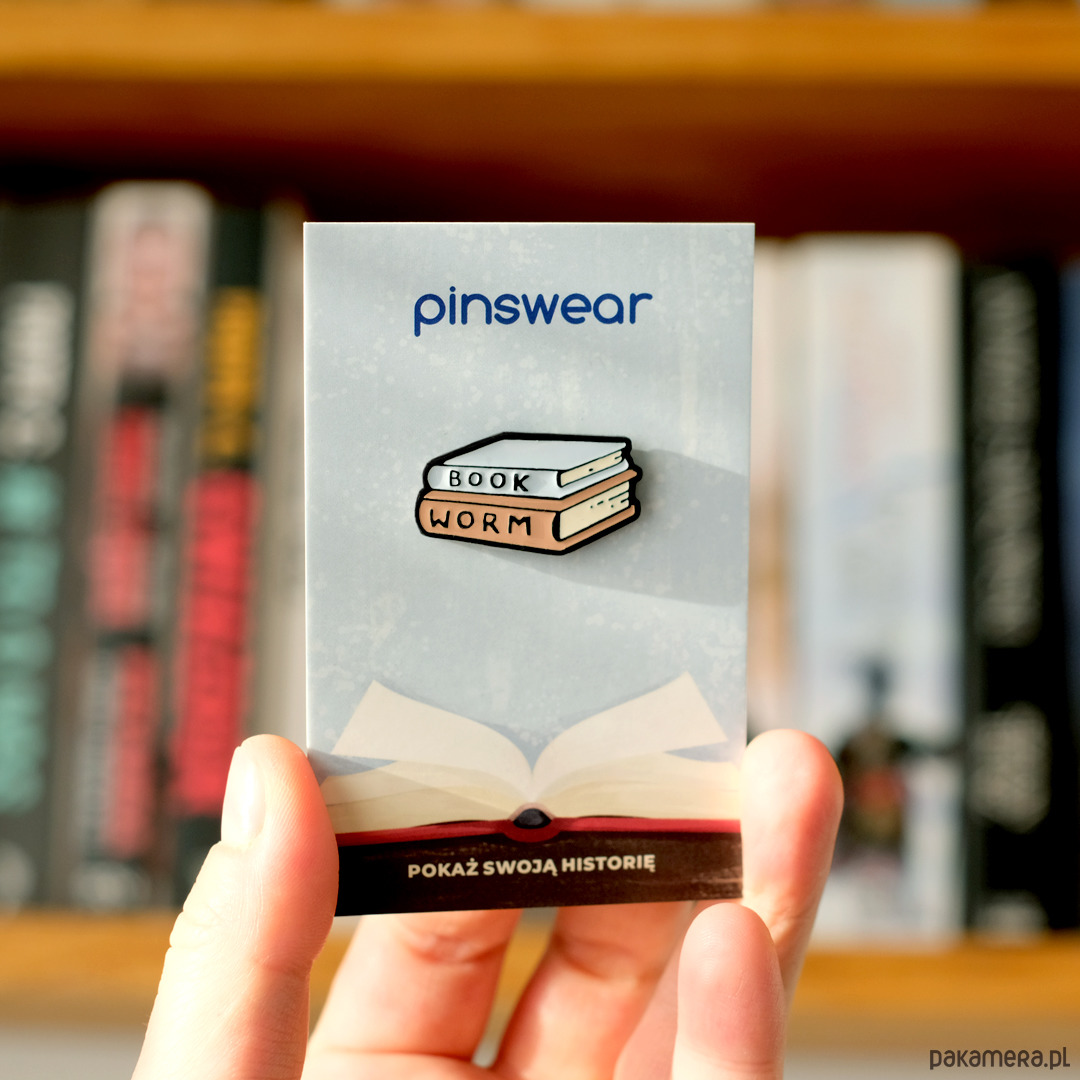 pinswear
BOOK
WORM
POKAŻ SWOJĄ HISTORIĘ
pakamera.pl